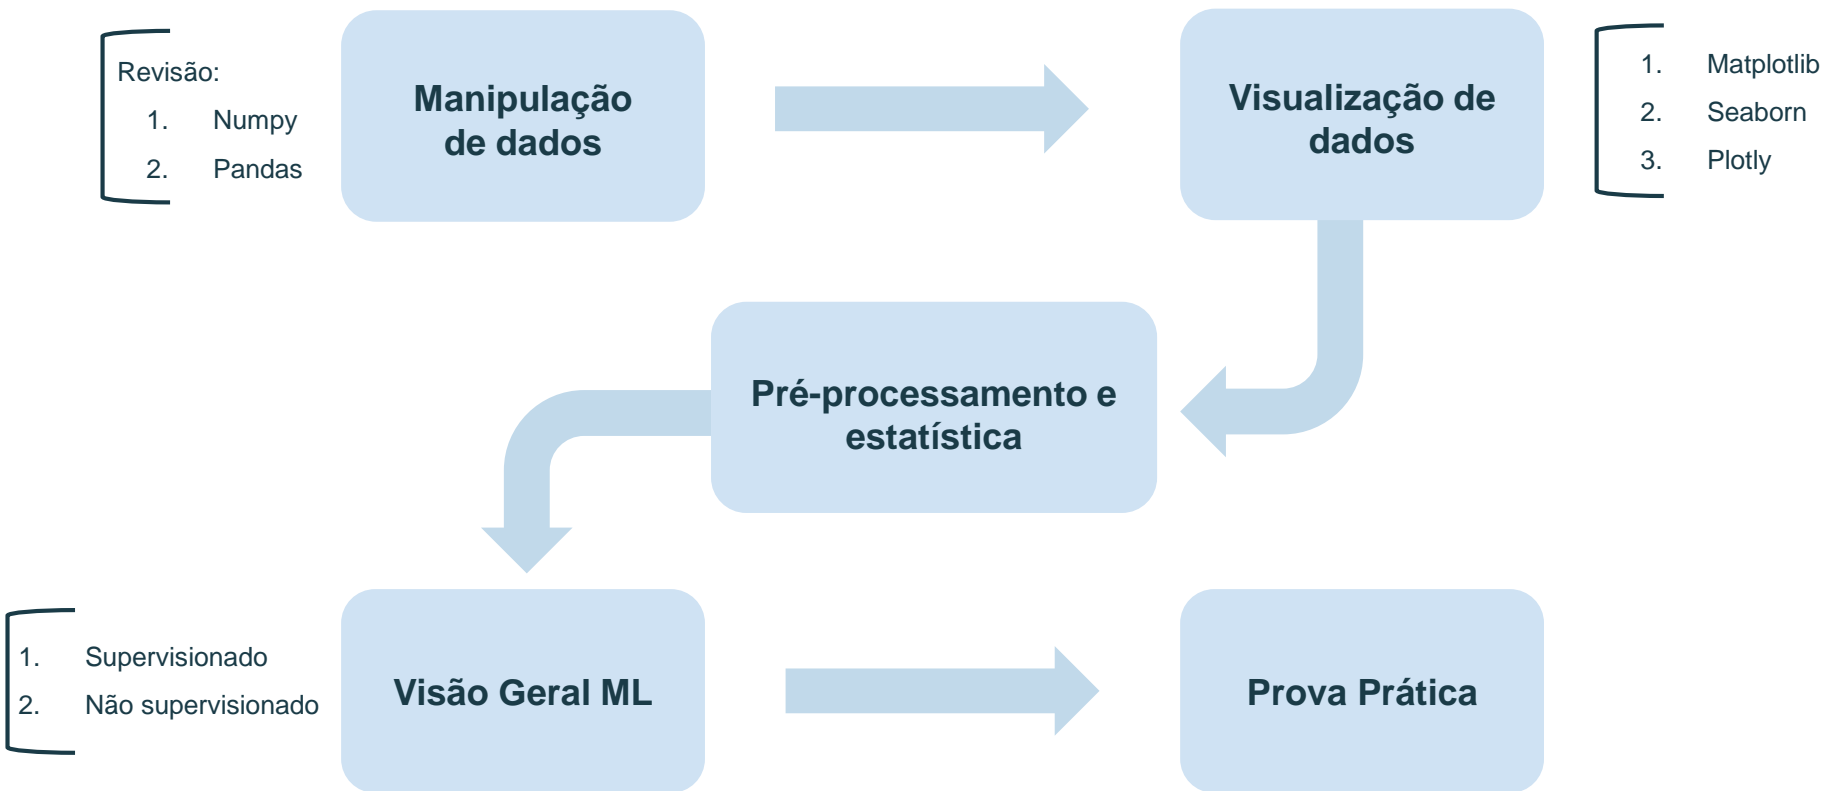 Revisão:
1. Numpy
2. Pandas
Manipulação
de dados
Visualização de
dados
1. Matplotlib
2. Seaborn
3. Plotly
Pré-processamento e
estatística
1. Supervisionado
2. Não supervisionado
Visão Geral ML
Prova Prática